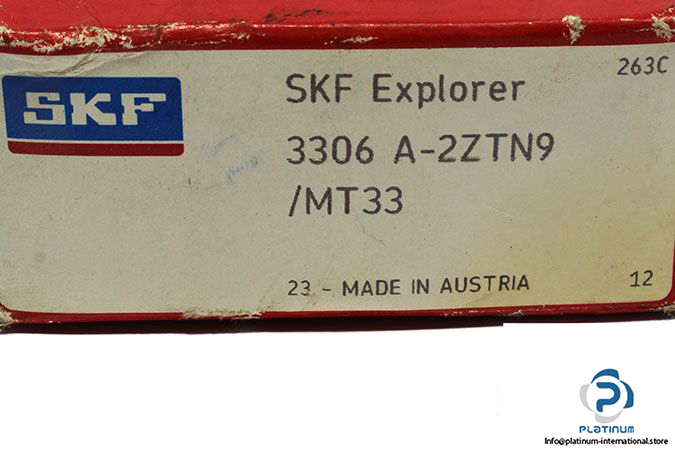 263C
SKF
SKF Explorer
3306 A-2ZTN9
/MT33
23 - MADE IN AUSTRIA
12
PLATINUM
Info@platinum-international.store